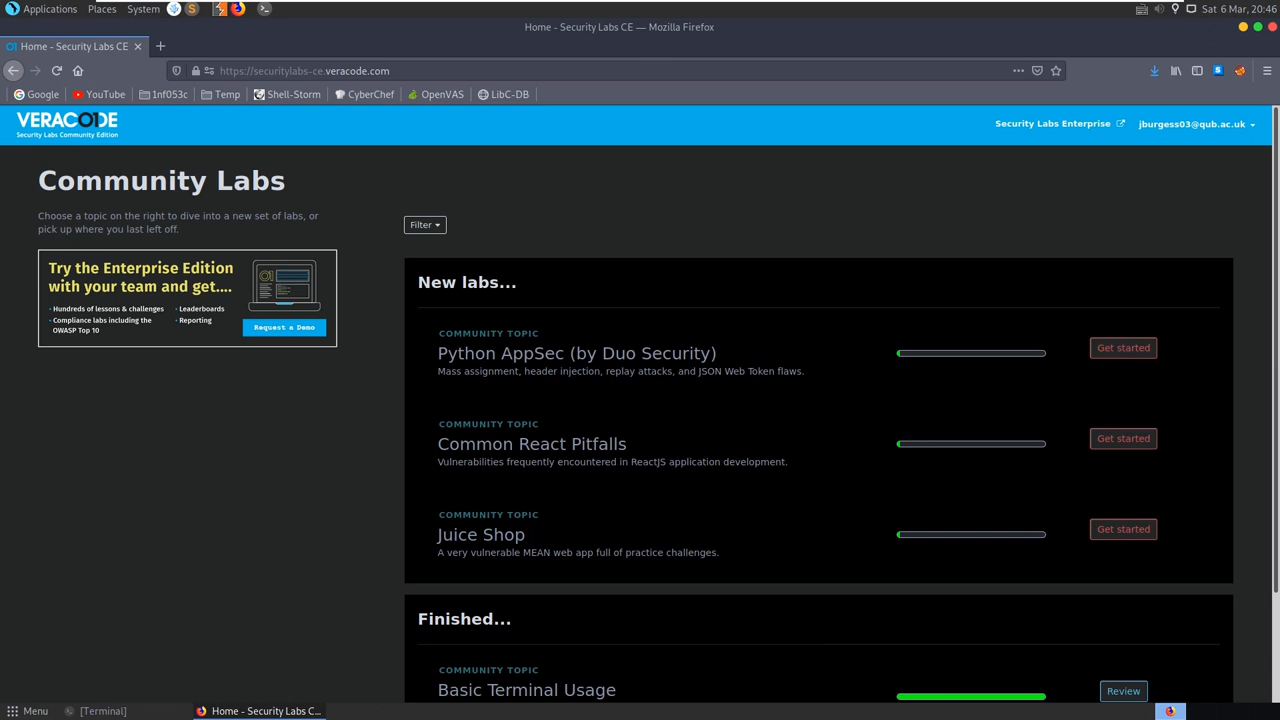 Applications Places System Sat 6 Mar, 20:46
Home - Security Labs CE — Mozilla Firefox
Home - Security Labs CE
https://securitylabs-ce.veracode.com
Google YouTube 1nf053c Temp Shell-Storm CyberChef OpenVAS LibC-DB
VERACODE
Security Labs Community Edition
Security Labs Enterprise jburgess03@qub.ac.uk
Community Labs
Choose a topic on the right to dive into a new set of labs, or
pick up where you last left off.
Try the Enterprise Edition
with your team and get....
· Hundreds of lessons & challenges · Leaderboards
· Compliance labs including the · Reporting
OWASP Top 10
Request a Demo
Filter
New labs...
COMMUNITY TOPIC
Python AppSec (by Duo Security)
Mass assignment, header injection, replay attacks, and JSON Web Token flaws.
Get started
COMMUNITY TOPIC
Common React Pitfalls
Vulnerabilities frequently encountered in ReactJS application development.
Get started
COMMUNITY TOPIC
Juice Shop
A very vulnerable MEAN web app full of practice challenges.
Get started
Finished...
COMMUNITY TOPIC
Basic Terminal Usage
Review
Menu [Terminal] Home - Security Labs C...